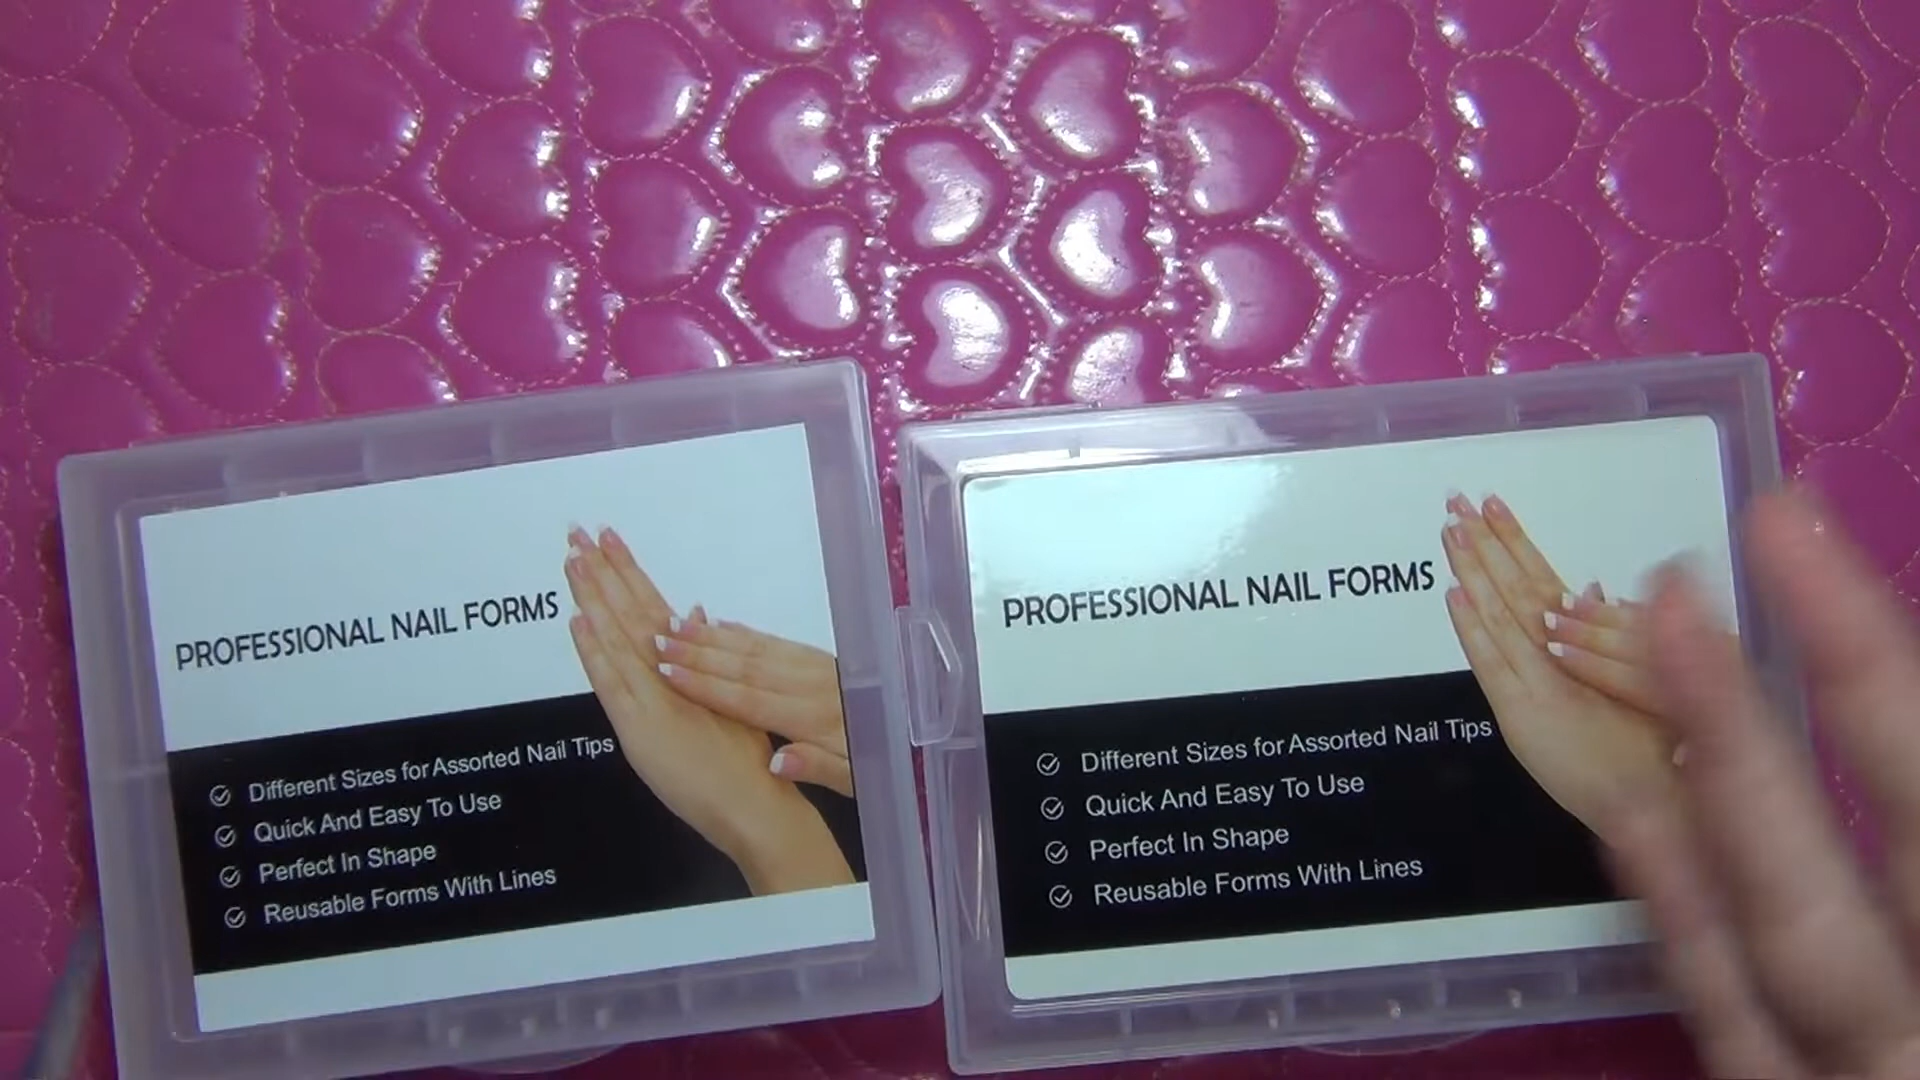 PROFESSIONAL NAIL FORMS
Different Sizes for Assorted Nail Tips
Quick And Easy To Use
Perfect In Shape
Reusable Forms With Lines
PROFESSIONAL NAIL FORMS
Different Sizes for Assorted Nail Tips
Quick And Easy To Use
Perfect In Shape
Reusable Forms With Lines